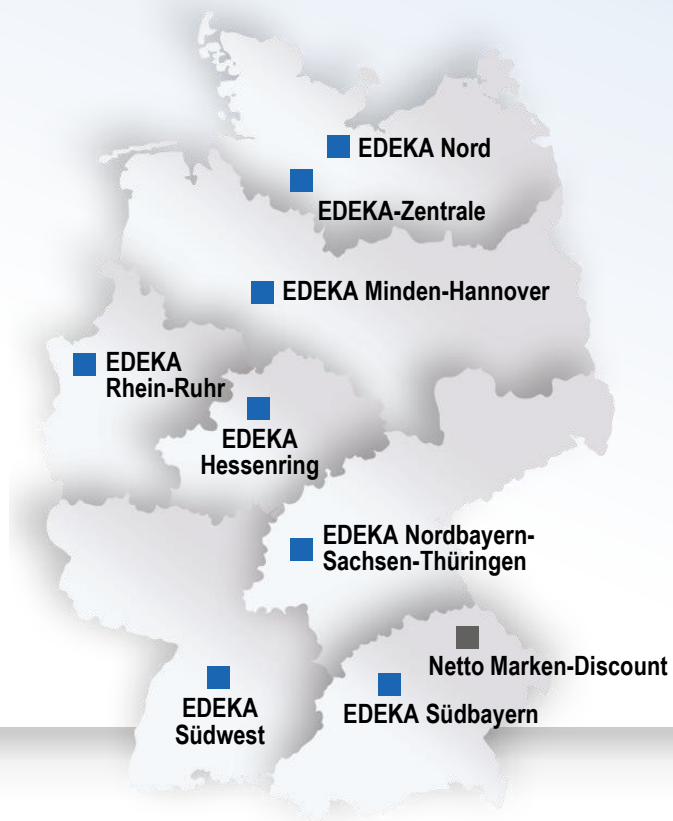 EDEKA Nord
EDEKA-Zentrale
EDEKA Minden-Hannover
EDEKA
Rhein-Ruhr
EDEKA
Hessenring
EDEKA Nordbayern-
Sachsen-Thüringen
Netto Marken-Discount
EDEKA
Südwest
EDEKA Südbayern